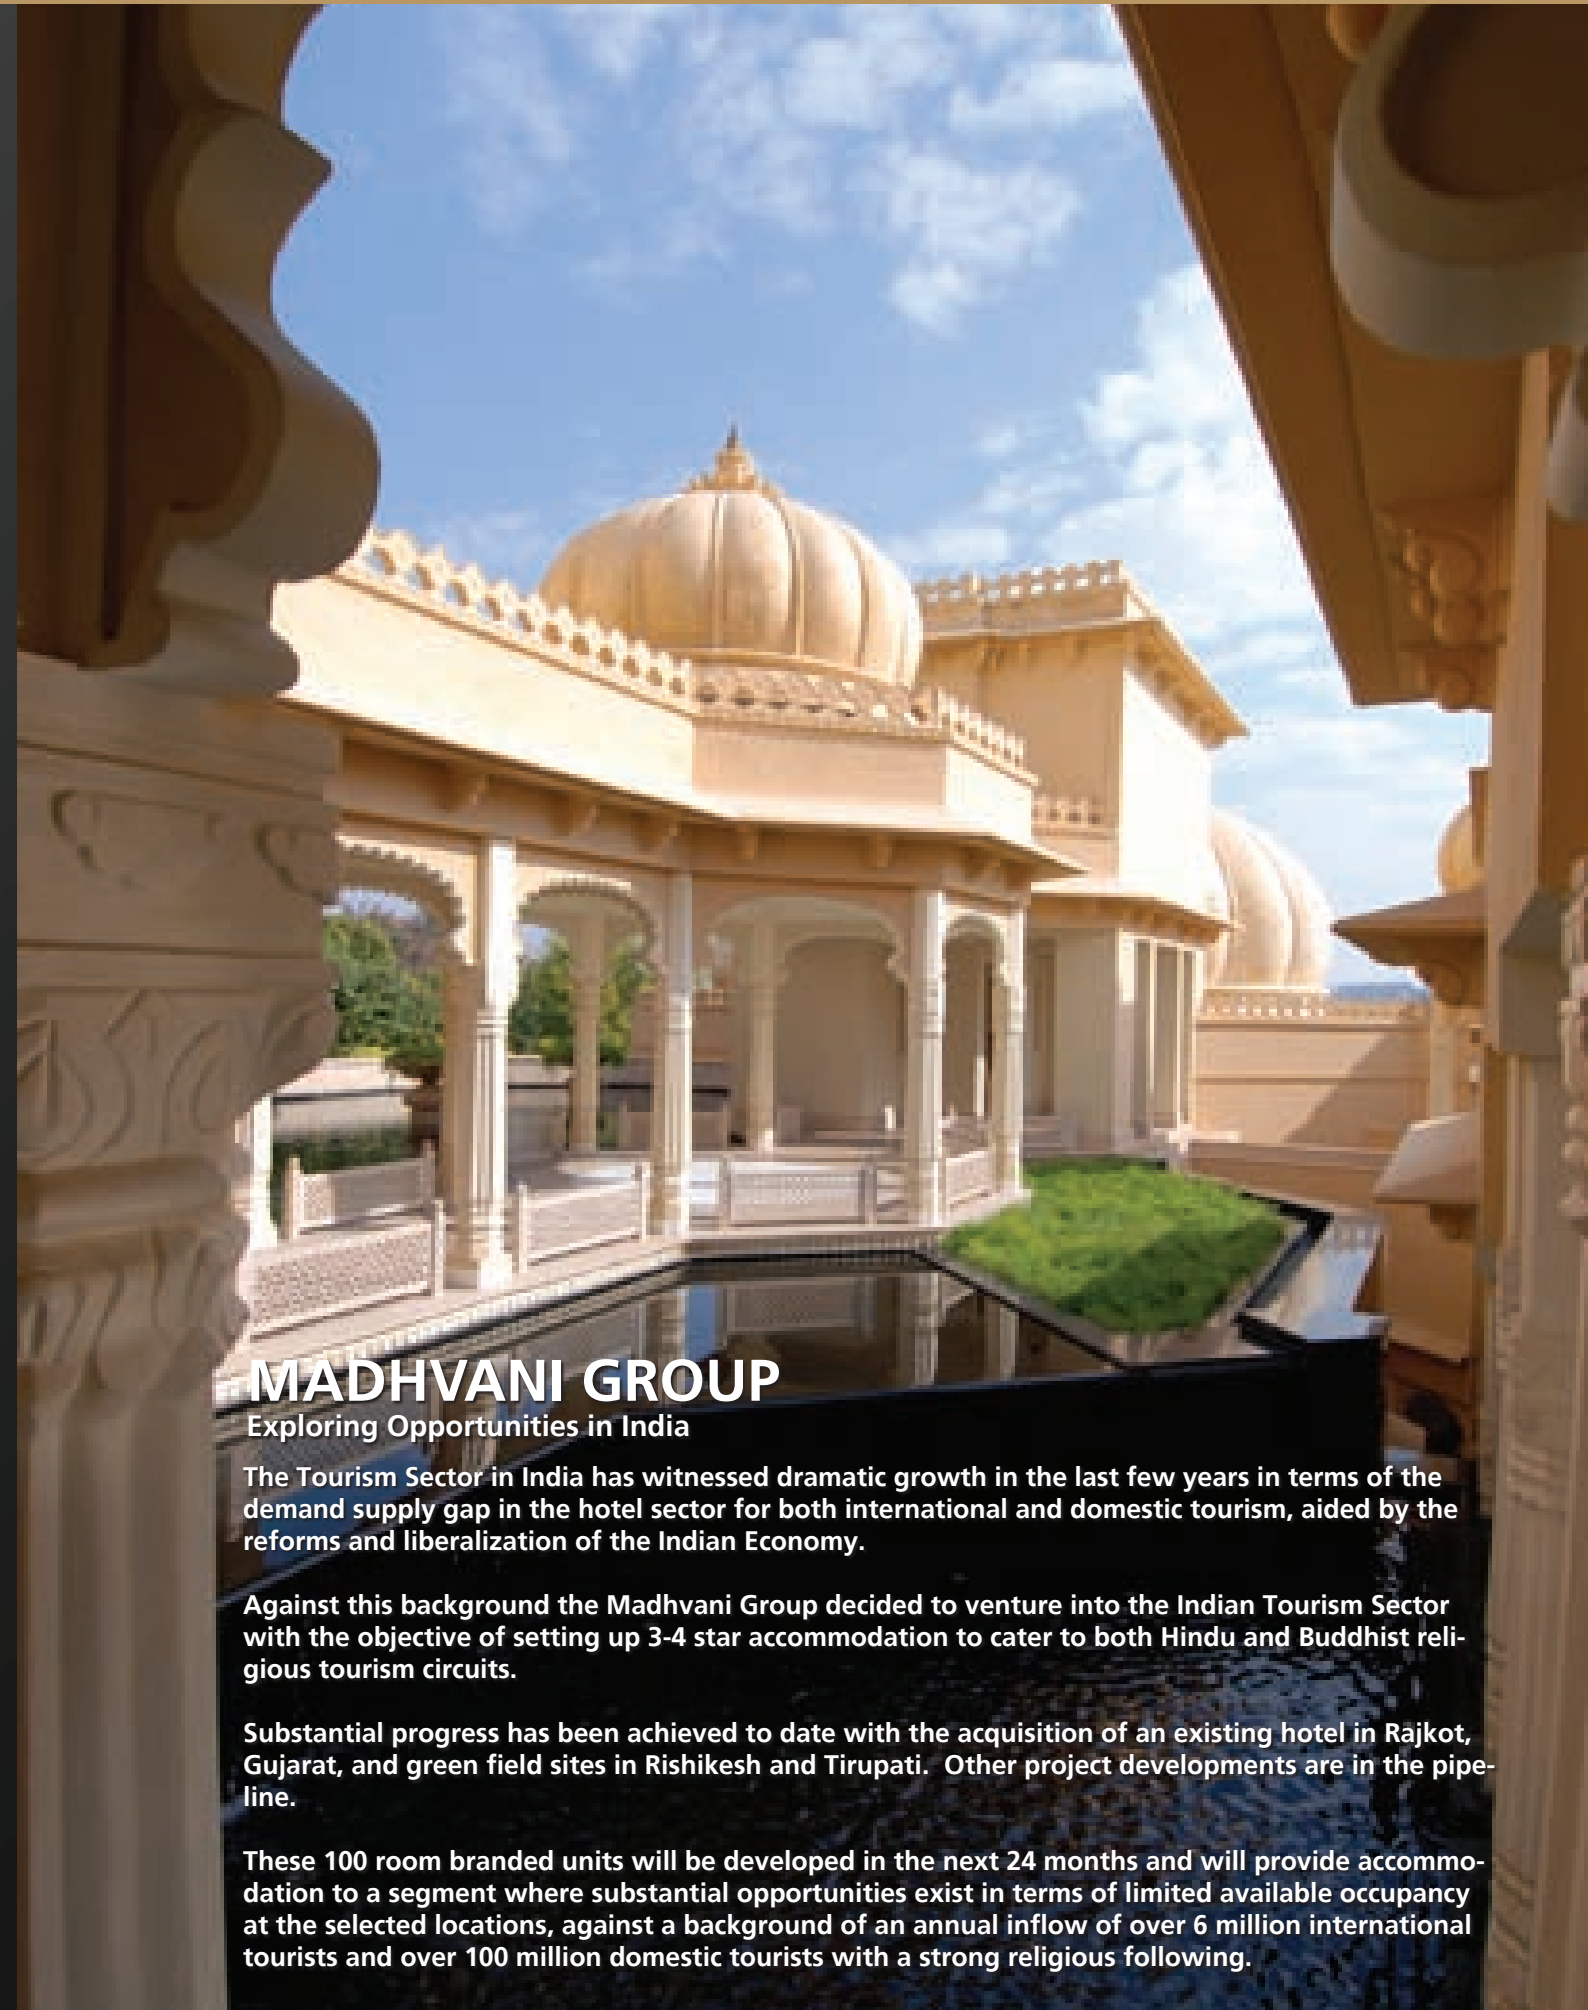 MADHVANI GROUP
Exploring Opportunities in India
The Tourism Sector in India has witnessed dramatic growth in the last few years in terms of the
demand supply gap in the hotel sector for both international and domestic tourism, aided by the
reforms and liberalization of the Indian Economy.
Against this background the Madhvani Group decided to venture into the Indian Tourism Sector
with the objective of setting up 3-4 star accommodation to cater to both Hindu and Buddhist reli-
gious tourism circuits.
Substantial progress has been achieved to date with the acquisition of an existing hotel in Rajkot,
Gujarat, and green field sites in Rishikesh and Tirupati.  Other project developments are in the pipe-
line.
These 100 room branded units will be developed in the next 24 months and will provide accommo-
dation to a segment where substantial opportunities exist in terms of limited available occupancy
at the selected locations, against a background of an annual inflow of over 6 million international
tourists and over 100 million domestic tourists with a strong religious following.